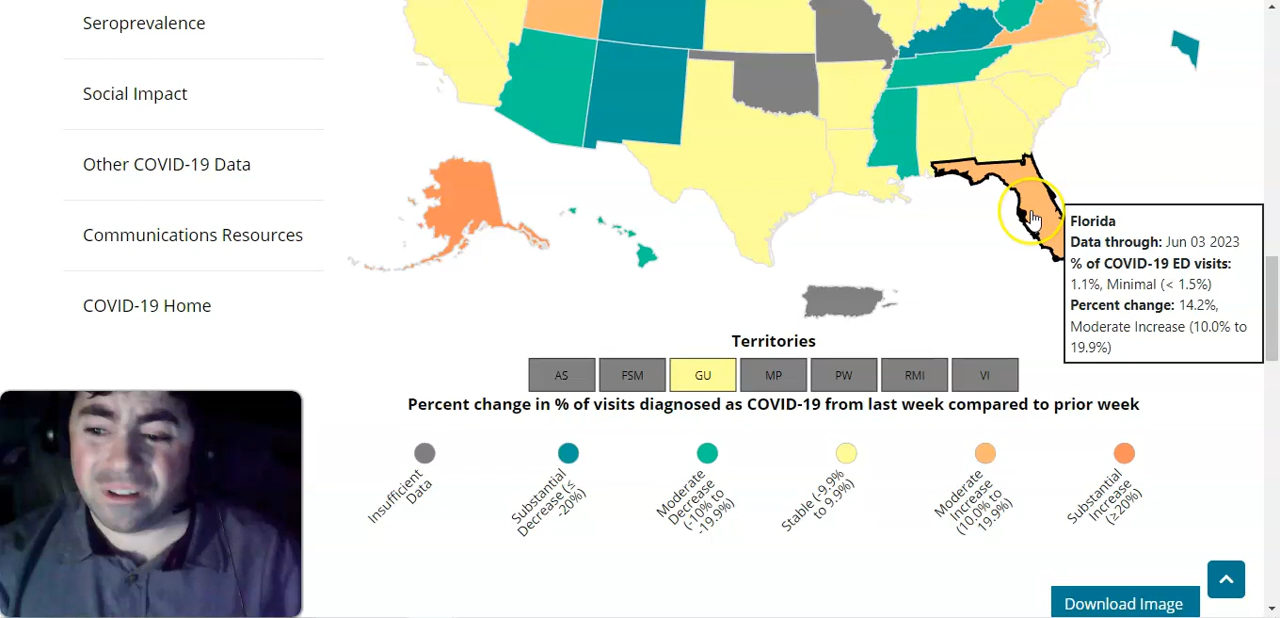 Seroprevalence
Social Impact
Other COVID-19 Data
Communications Resources
COVID-19 Home
Florida
Data through: Jun 03 2023
% of COVID-19 ED visits:
1.1%, Minimal (< 1.5%)
Percent change: 14.2%,
Moderate Increase (10.0% to
19.9%)
Territories
AS FSM GU MP PW RMI VI
Percent change in % of visits diagnosed as COVID-19 from last week compared to prior week
Insufficient
Data
Substantial
Decrease (≤
-20%)
Moderate
Decrease
(-10% to
-19.9%)
Stable (-9.9%
to 9.9%)
Moderate
Increase
(10.0% to
19.9%)
Substantial
Increase
(≥20%)
Download Image